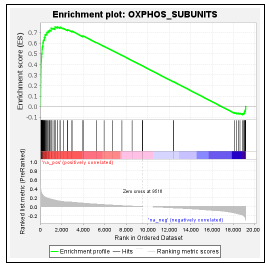 Enrichment plot: OXPHOS_SUBUNITS
Enrichment score (ES)
0.7
0.6
0.5
0.4
0.3
0.2
0.1
0.0
-0.1
'na_pos' (positively correlated)
Ranked list metric (PreRanked)
1.0
0.8
0.6
0.4
0.2
0.0
-0.2
Zero cross at 9518
'na_neg' (negatively correlated)
0
2,000
4,000
6,000
8,000
10,000
12,000
14,000
16,000
18,000
20,00
Rank in Ordered Dataset
Enrichment profile
Hits
Ranking metric scores